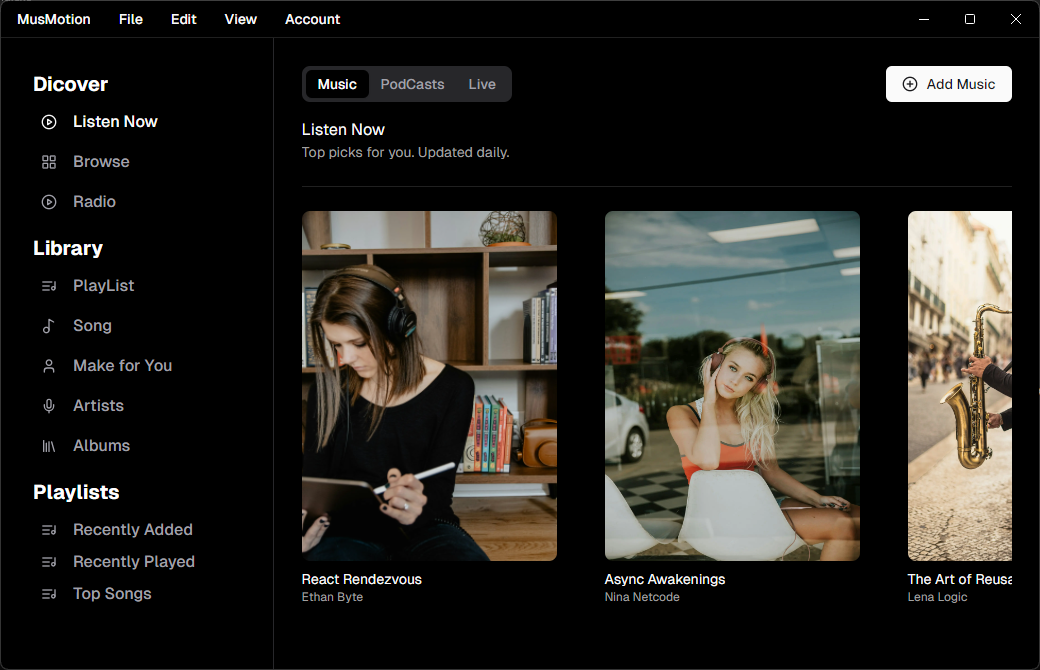 MusMotion File Edit View Account
Dicover
Listen Now
Browse
Radio
Library
PlayList
Song
Make for You
Artists
Albums
Playlists
Recently Added
Recently Played
Top Songs
Music PodCasts Live
Add Music
Listen Now
Top picks for you. Updated daily.
React Rendezvous
Ethan Byte
Async Awakenings
Nina Netcode
The Art of Reusa
Lena Logic